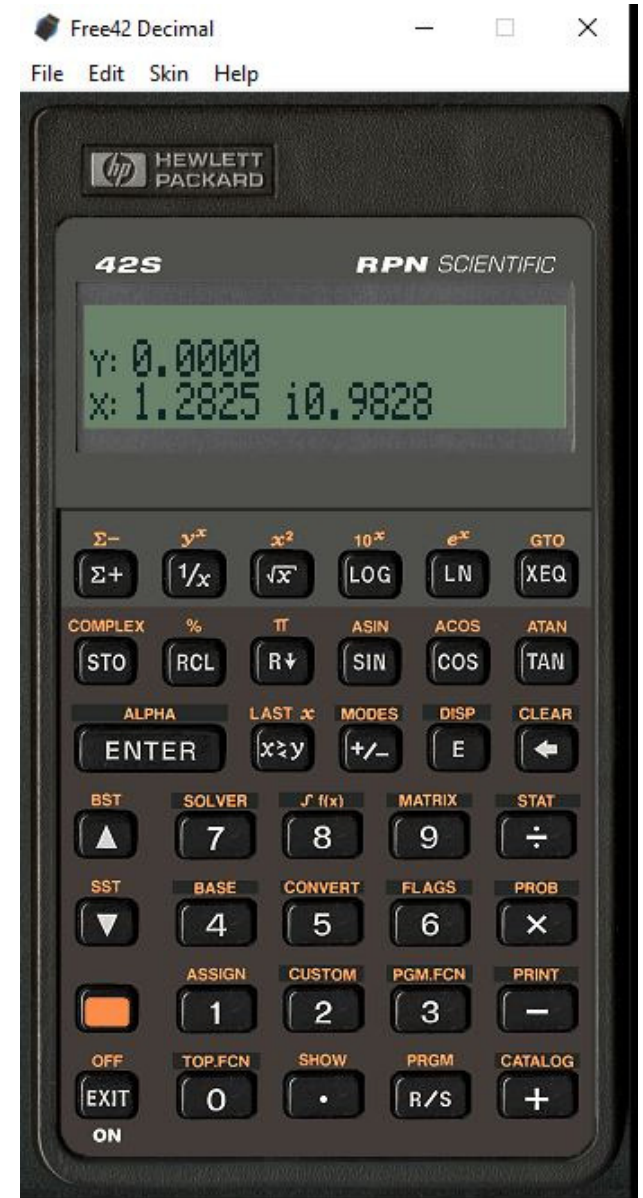 Free42 Decimal
File Edit Skin Help
hp HEWLETT
PACKARD
42S RPN SCIENTIFIC
Y: 0.0000
X: 1.2825 i0.9828
Σ− yˣ x² 10ˣ eˣ GTO
Σ+ 1/x √x LOG LN XEQ
COMPLEX % π ASIN ACOS ATAN
STO RCL R↓ SIN COS TAN
ALPHA LAST x MODES DISP CLEAR
ENTER x≷y +/− E ←
BST SOLVER ∫f(x) MATRIX STAT
▲ 7 8 9 ÷
SST BASE CONVERT FLAGS PROB
▼ 4 5 6 ×
ASSIGN CUSTOM PGM.FCN PRINT
1 2 3 −
OFF TOP.FCN SHOW PRGM CATALOG
EXIT 0 · R/S +
ON